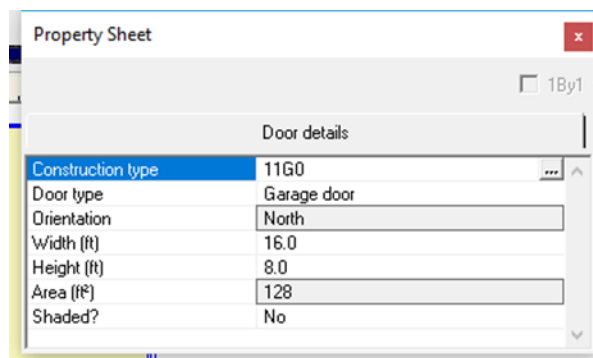 Property Sheet
x
1By1
Door details
Construction type 11G0 ...
Door type Garage door
Orientation North
Width (ft) 16.0
Height (ft) 8.0
Area (ft²) 128
Shaded? No